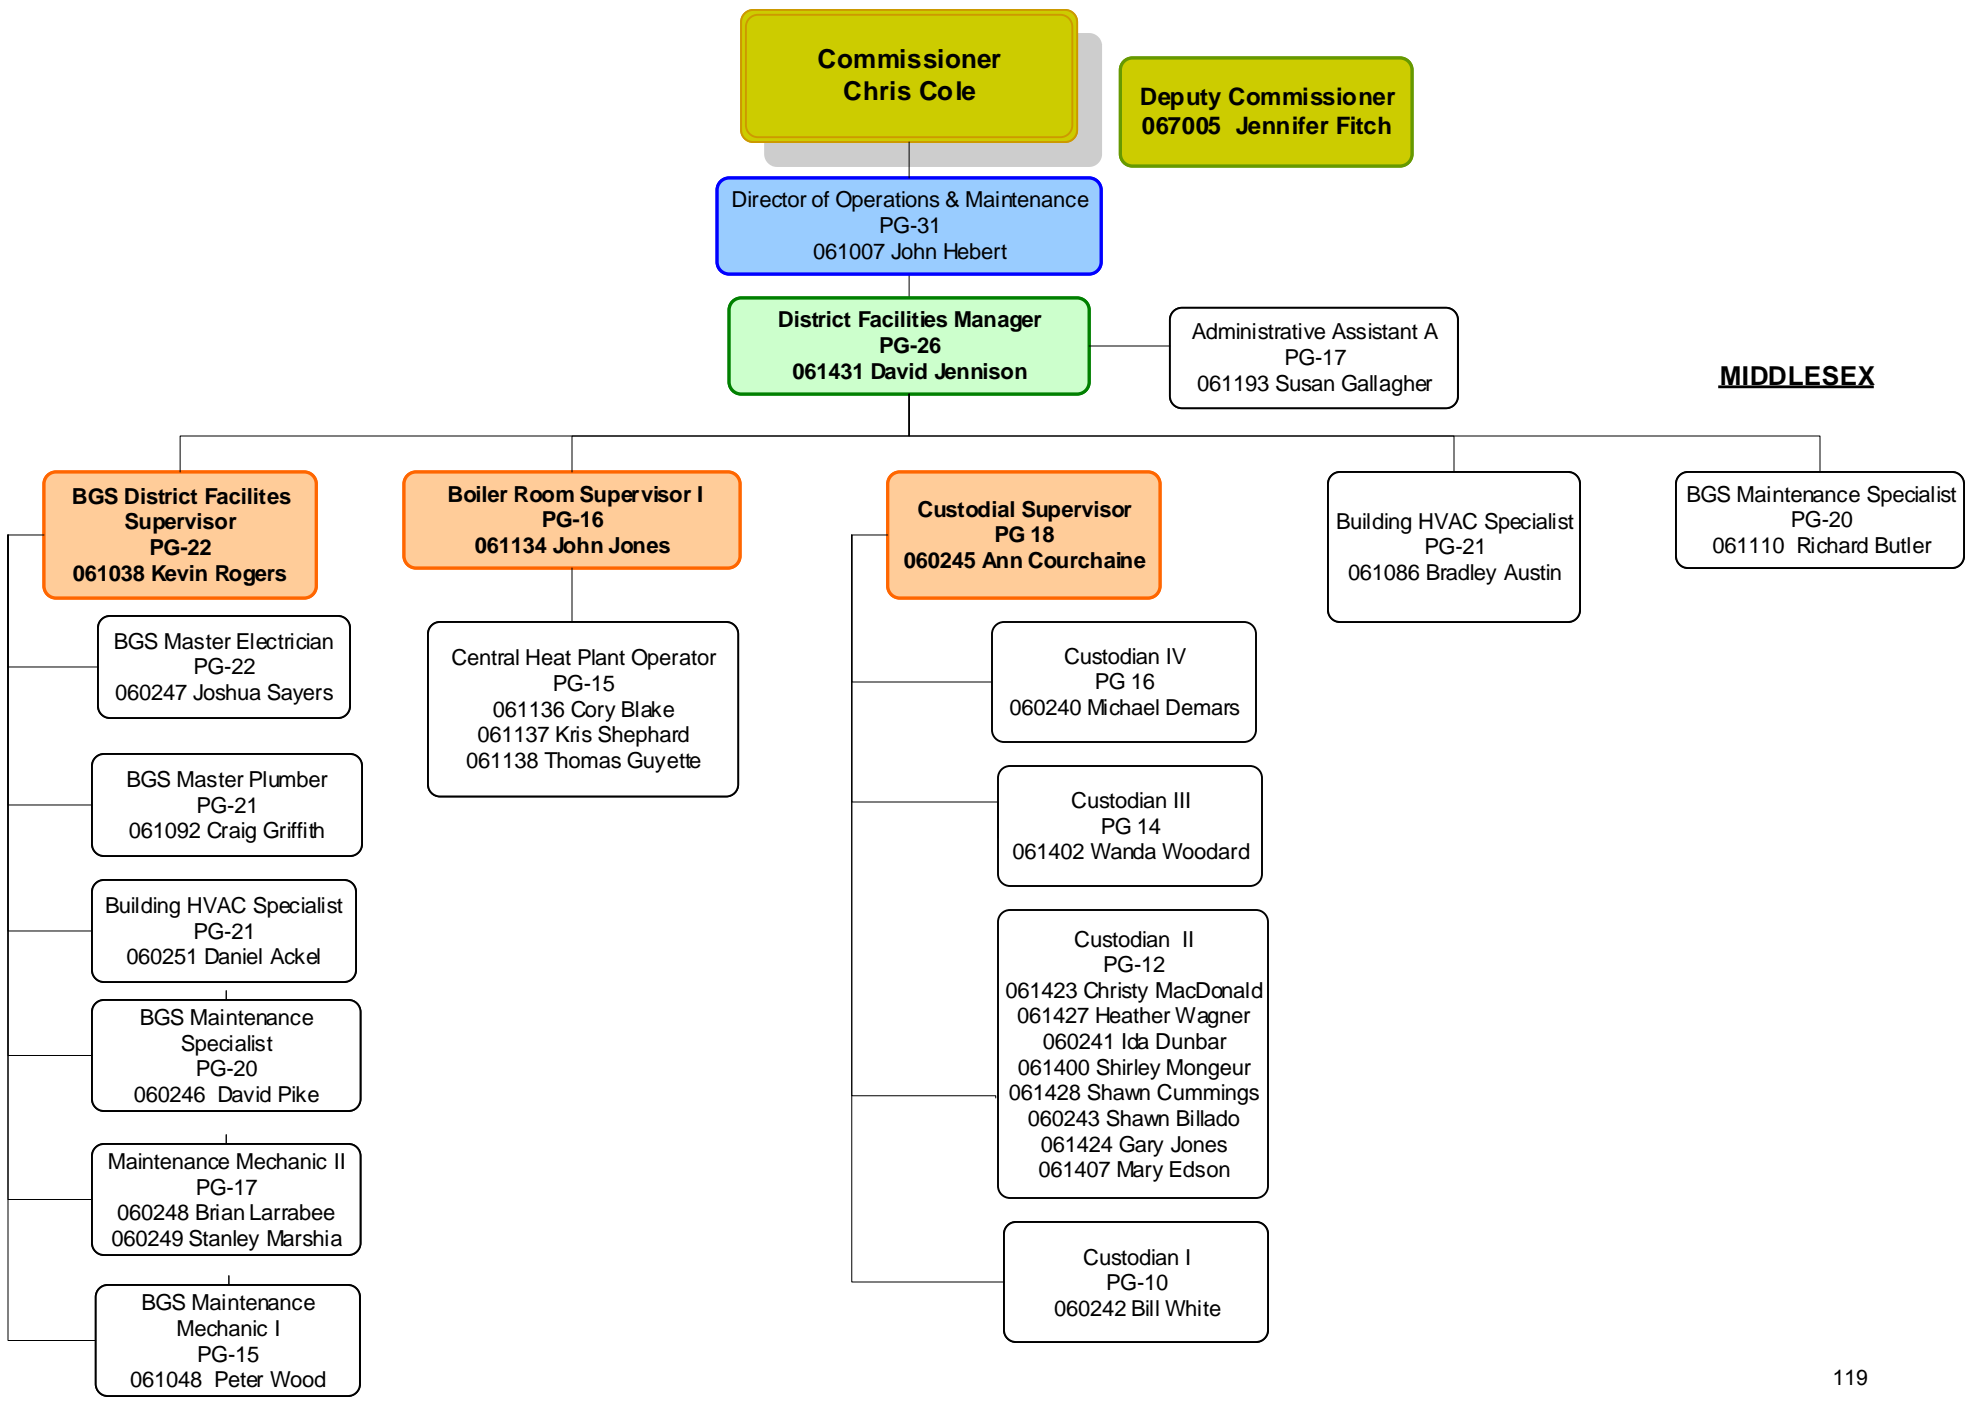 Commissioner
Chris Cole
Deputy Commissioner
067005 Jennifer Fitch
Director of Operations & Maintenance
PG-31
061007 John Hebert
District Facilities Manager
PG-26
061431 David Jennison
Administrative Assistant A
PG-17
061193 Susan Gallagher
MIDDLESEX
BGS District Facilites
Supervisor
PG-22
061038 Kevin Rogers
Boiler Room Supervisor I
PG-16
061134 John Jones
Custodial Supervisor
PG 18
060245 Ann Courchaine
Building HVAC Specialist
PG-21
061086 Bradley Austin
BGS Maintenance Specialist
PG-20
061110 Richard Butler
BGS Master Electrician
PG-22
060247 Joshua Sayers
BGS Master Plumber
PG-21
061092 Craig Griffith
Building HVAC Specialist
PG-21
060251 Daniel Ackel
BGS Maintenance
Specialist
PG-20
060246 David Pike
Maintenance Mechanic II
PG-17
060248 Brian Larrabee
060249 Stanley Marshia
BGS Maintenance
Mechanic I
PG-15
061048 Peter Wood
Central Heat Plant Operator
PG-15
061136 Cory Blake
061137 Kris Shephard
061138 Thomas Guyette
Custodian IV
PG 16
060240 Michael Demars
Custodian III
PG 14
061402 Wanda Woodard
Custodian II
PG-12
061423 Christy MacDonald
061427 Heather Wagner
060241 Ida Dunbar
061400 Shirley Mongeur
061428 Shawn Cummings
060243 Shawn Billado
061424 Gary Jones
061407 Mary Edson
Custodian I
PG-10
060242 Bill White
119